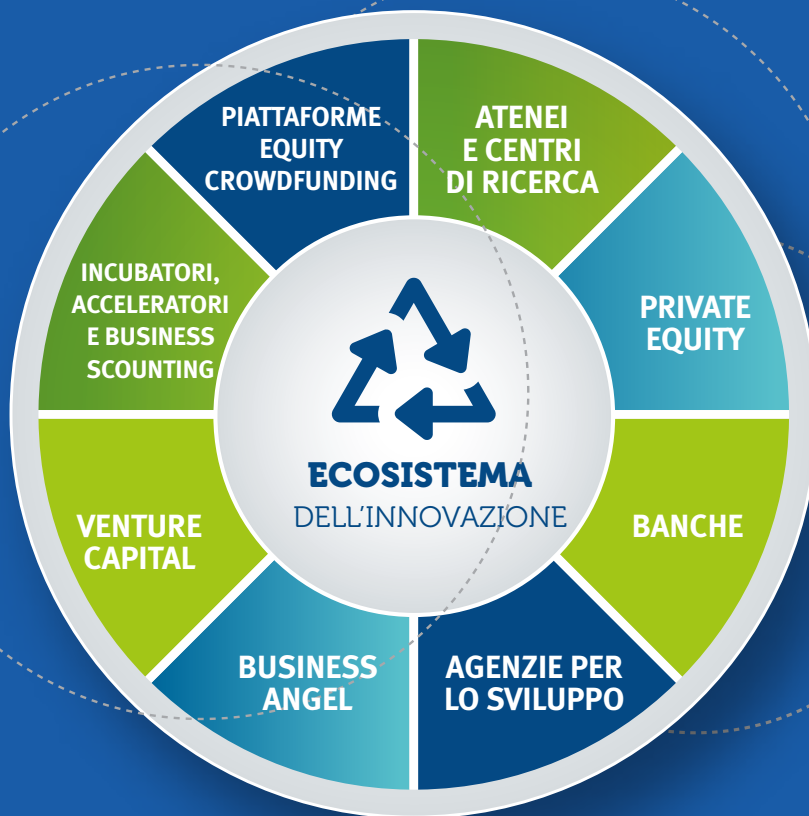 PIATTAFORME
EQUITY
CROWDFUNDING
ATENEI
E CENTRI
DI RICERCA
INCUBATORI,
ACCELERATORI
E BUSINESS
SCOUNTING
PRIVATE
EQUITY
ECOSISTEMA
DELL'INNOVAZIONE
VENTURE
CAPITAL
BANCHE
BUSINESS
ANGEL
AGENZIE PER
LO SVILUPPO